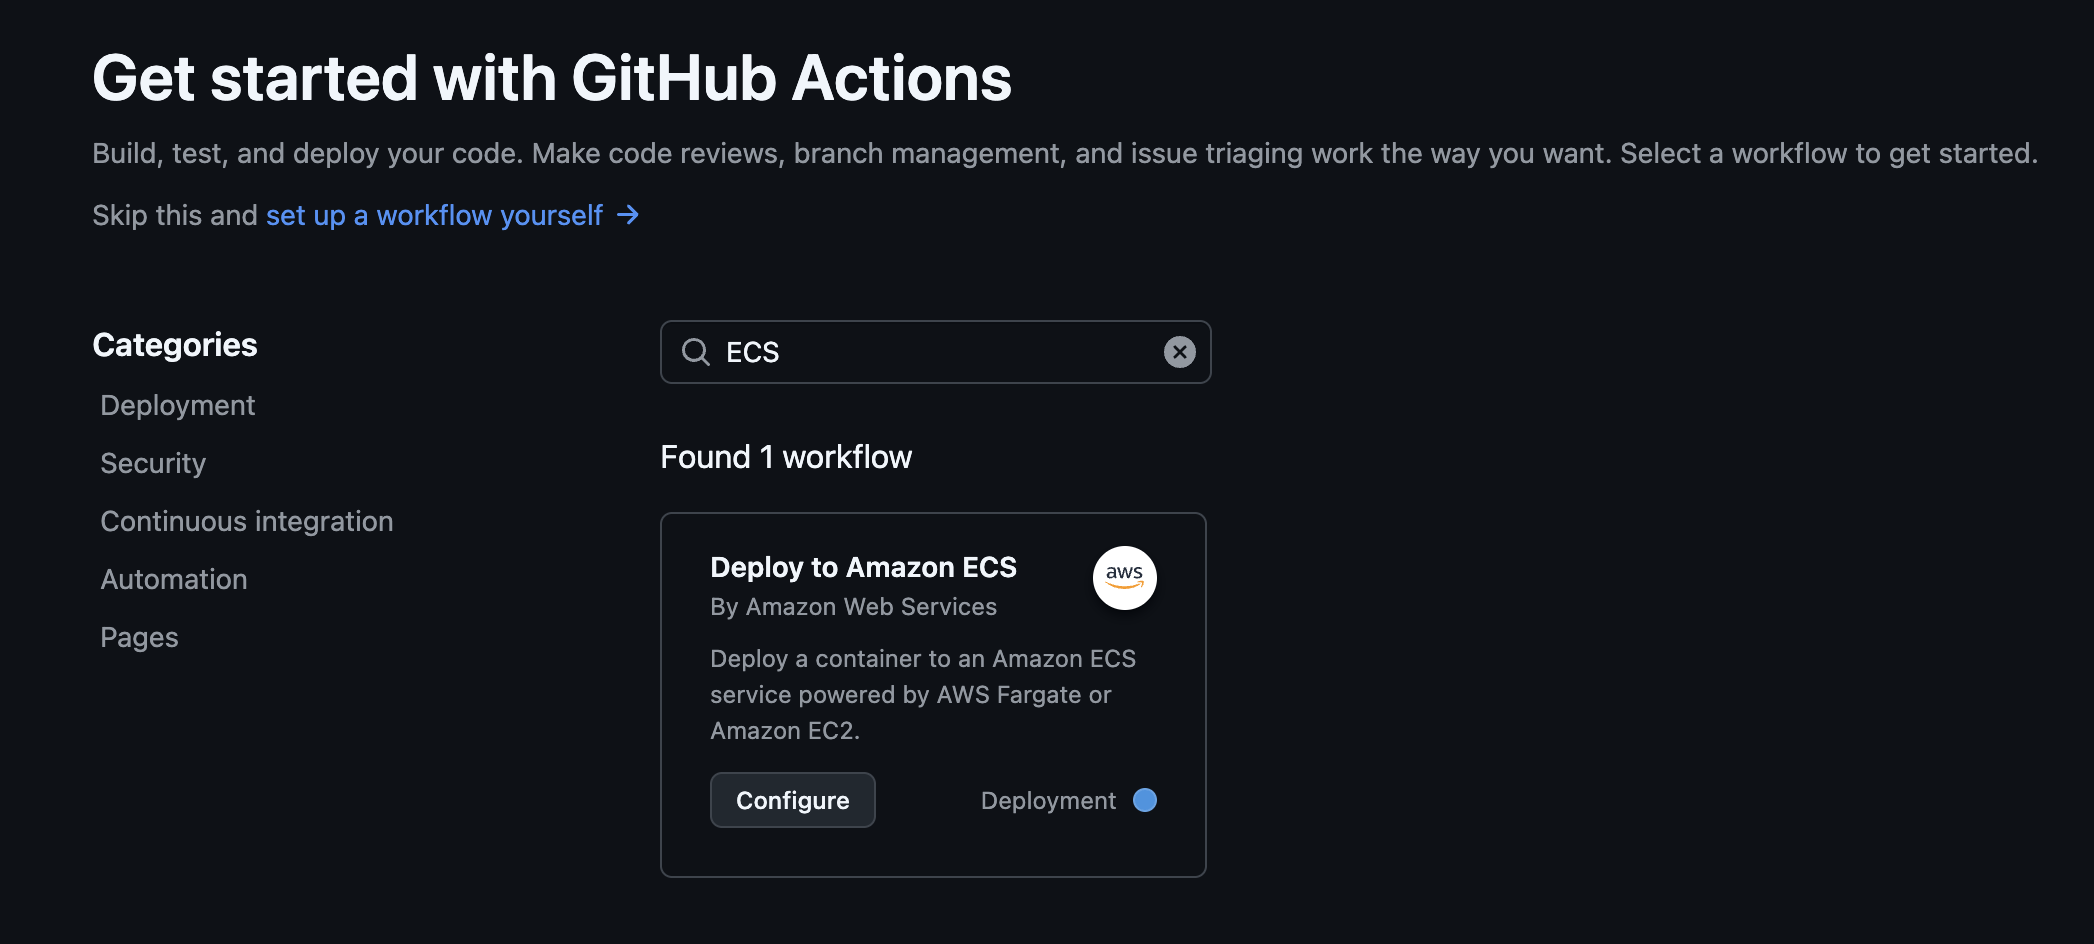 Get started with GitHub Actions
Build, test, and deploy your code. Make code reviews, branch management, and issue triaging work the way you want. Select a workflow to get started.
Skip this and set up a workflow yourself →
Categories
Deployment
Security
Continuous integration
Automation
Pages
ECS
Found 1 workflow
Deploy to Amazon ECS
aws
By Amazon Web Services
Deploy a container to an Amazon ECS
service powered by AWS Fargate or
Amazon EC2.
Configure
Deployment